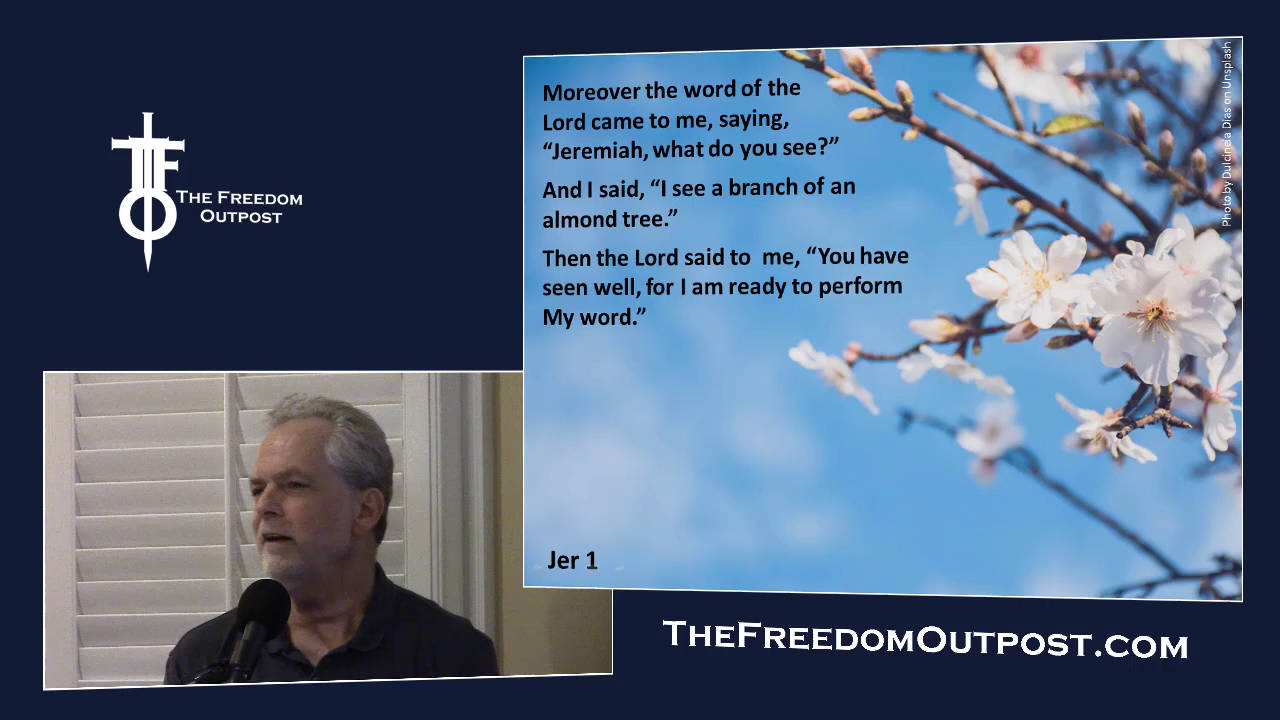 Moreover the word of the
Lord came to me, saying,
“Jeremiah, what do you see?”
And I said, “I see a branch of an
almond tree.”
Then the Lord said to  me, “You have
seen well, for I am ready to perform
My word.”
Jer 1
Photo by Dulcineia Dias on Unsplash
TF
The Freedom
Outpost
TheFreedomOutpost.com